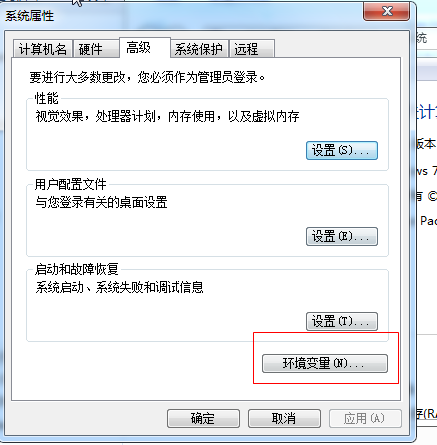 系统属性
计算机名 硬件 高级 系统保护 远程
要进行大多数更改，您必须作为管理员登录。
性能
视觉效果，处理器计划，内存使用，以及虚拟内存
设置(S)...
用户配置文件
与您登录有关的桌面设置
设置(E)...
启动和故障恢复
系统启动、系统失败和调试信息
设置(T)...
环境变量(N)...
确定 取消 应用(A)
统
版本
ws 7
有 ©
Pac
存(RA